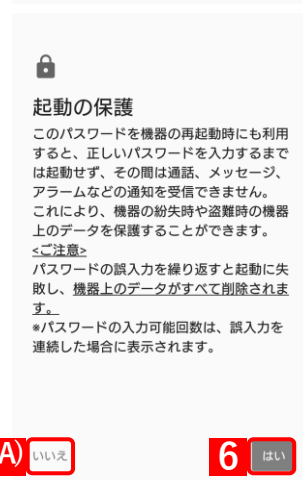 起動の保護
このパスワードを機器の再起動時にも利用
すると、正しいパスワードを入力するまで
は起動せず、その間は通話、メッセージ、
アラームなどの通知を受信できません。
これにより、機器の紛失時や盗難時の機器
上のデータを保護することができます。
<ご注意>
パスワードの誤入力を繰り返すと起動に失
敗し、機器上のデータがすべて削除されま
す。
*パスワードの入力可能回数は、誤入力を
連続した場合に表示されます。
A) いいえ 6 はい